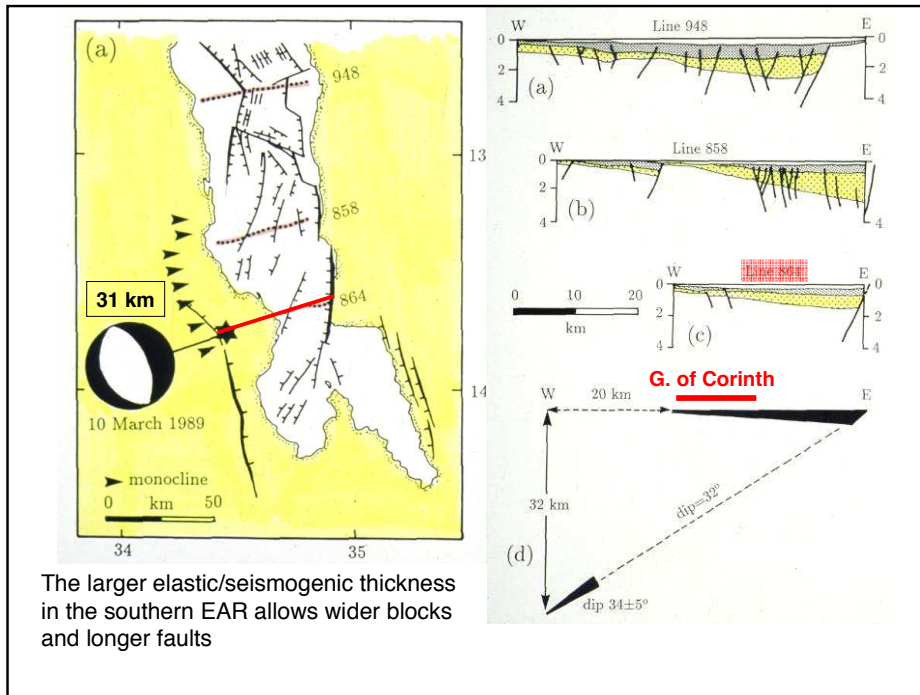 (a)
948
13
858
864
31 km
14
10 March 1989
monocline
0 km 50
34 35
The larger elastic/seismogenic thickness
in the southern EAR allows wider blocks
and longer faults
W Line 948 E
0 0
2 2
4 4
(a)
W Line 858 E
0 0
2 2
4 4
(b)
W Line 864 E
0 0
2 2
4 4
(c)
0 10 20
km
G. of Corinth
W 20 km E
32 km
dip=32°
(d)
dip 34±5°